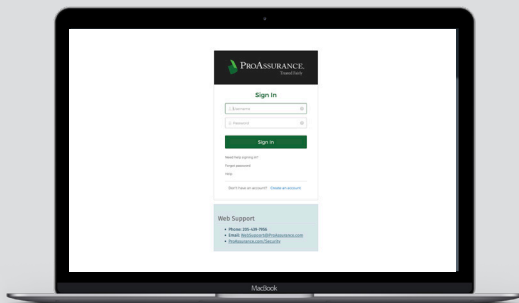 PROASSURANCE.
Treated Fairly
Sign In
Username
Password
Sign In
Need help signing in?
Forgot password
Help
Don't have an account? Create an account
Web Support
• Phone: 205-439-7956
• Email: WebSupport@ProAssurance.com
• ProAssurance.com/Security
MacBook